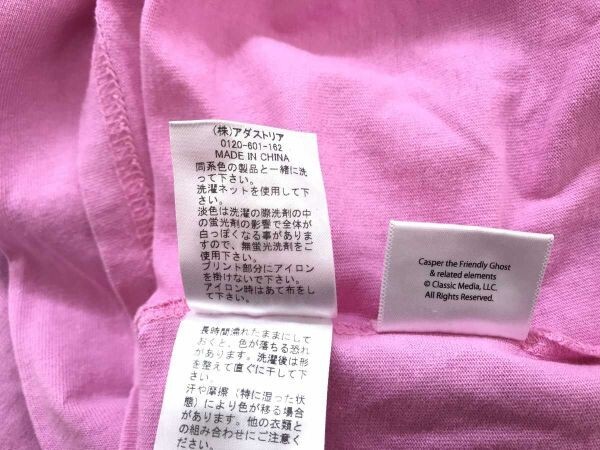 (株)アダストリア
0120-601-162
MADE IN CHINA
同系色の製品と一緒に洗
って下さい。
洗濯ネットを使用して下
さい。
淡色は洗濯の際洗剤の中
の蛍光剤の影響で全体が
白っぽくなる事がありま
すので、無蛍光洗剤をご
使用下さい。
プリント部分にアイロン
を掛けないで下さい。
アイロン時はあて布をし
て下さい。
長時間濡れたままにして
おくと、色が落ちる恐れ
があります。洗濯後は形
を整えて直ぐに干して下
さい。
汗や摩擦（特に湿った状
態）により色が移る場合
があります。他の衣類と
の組み合わせにご注意く
ださい。
Casper the Friendly Ghost
& related elements
© Classic Media, LLC.
All Rights Reserved.